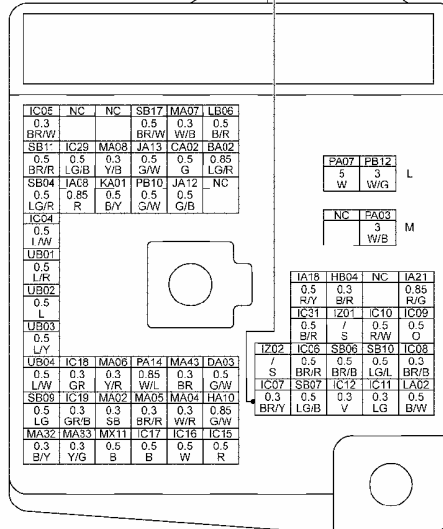 IC05 NC NC SB17 MA07 LB06
0.3 0.5 0.3 0.5
BR/W BR/W W/B B/R
SB11 IC29 MA08 JA13 CA02 BA02
0.5 0.5 0.3 0.5 0.5 0.85
BR/R LG/B Y/B G/W G LG/R
SB04 IA08 KA01 PB10 JA12 NC
0.5 0.85 0.5 0.5 0.5
LG/R R B/Y G/W G/B
IC04
0.5
L/W
UB01
0.5
L/R
UB02
0.5
L
UB03
0.5
L/Y
UB04 IC18 MA06 PA14 MA43 DA03
0.5 0.3 0.3 0.85 0.3 0.5
L/W GR Y/R W/L BR G/W
SB09 IC19 MA02 MA05 MA04 HA10
0.5 0.3 0.3 0.3 0.3 0.85
LG GR/B SB BR/R W/R G/W
MA32 MA33 MX11 IC17 IC16 IC15
0.3 0.3 0.5 0.5 0.5 0.5
B/Y Y/G B B W R
PA07 PB12
5 3 L
W W/G
NC PA03
3 M
W/B
IA18 HB04 NC IA21
0.5 0.3 0.85
R/Y B/R R/G
IC31 IZ01 IC10 IC09
0.5 / 0.5 0.5
B/R S R/W O
IZ02 IC06 SB06 SB10 IC08
/ 0.5 0.5 0.5 0.3
S BR/R BR/B LG/L BR/B
IC07 SB07 IC12 IC11 LA02
0.3 0.5 0.3 0.3 0.5
BR/Y LG/B V LG B/W